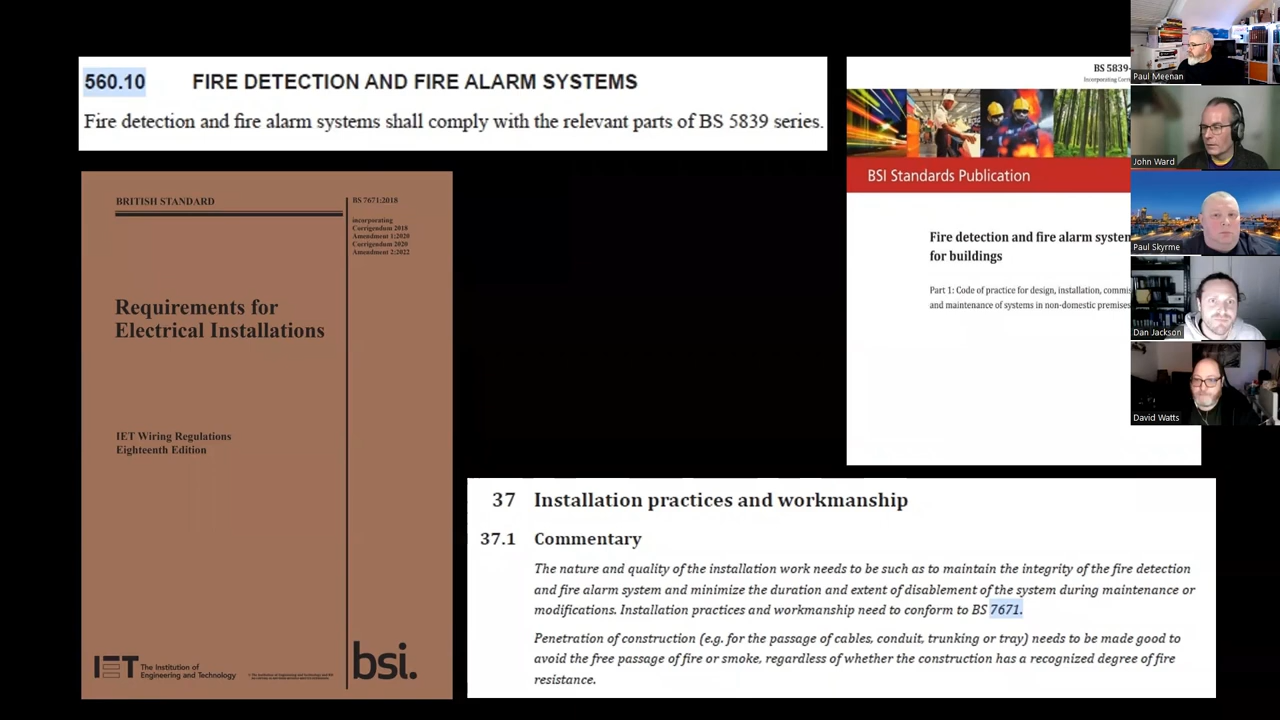 560.10 FIRE DETECTION AND FIRE ALARM SYSTEMS
Fire detection and fire alarm systems shall comply with the relevant parts of BS 5839 series.
BRITISH STANDARD
BS 7671:2018
incorporating
Corrigendum 2018
Amendment 1:2020
Corrigendum 2020
Amendment 2:2022
Requirements for
Electrical Installations
IET Wiring Regulations
Eighteenth Edition
IET The Institution of
Engineering and Technology
bsi.
BS 5839-
Incorporating
BSI Standards Publication
Fire detection and fire alarm system
for buildings
Part 1: Code of practice for design, installation, commis
and maintenance of systems in non-domestic premises
37 Installation practices and workmanship
37.1 Commentary
The nature and quality of the installation work needs to be such as to maintain the integrity of the fire detection
and fire alarm system and minimize the duration and extent of disablement of the system during maintenance or
modifications. Installation practices and workmanship need to conform to BS 7671.
Penetration of construction (e.g. for the passage of cables, conduit, trunking or tray) needs to be made good to
avoid the free passage of fire or smoke, regardless of whether the construction has a recognized degree of fire
resistance.
Paul Meenan
John Ward
Paul Skyrme
Dan Jackson
David Watts